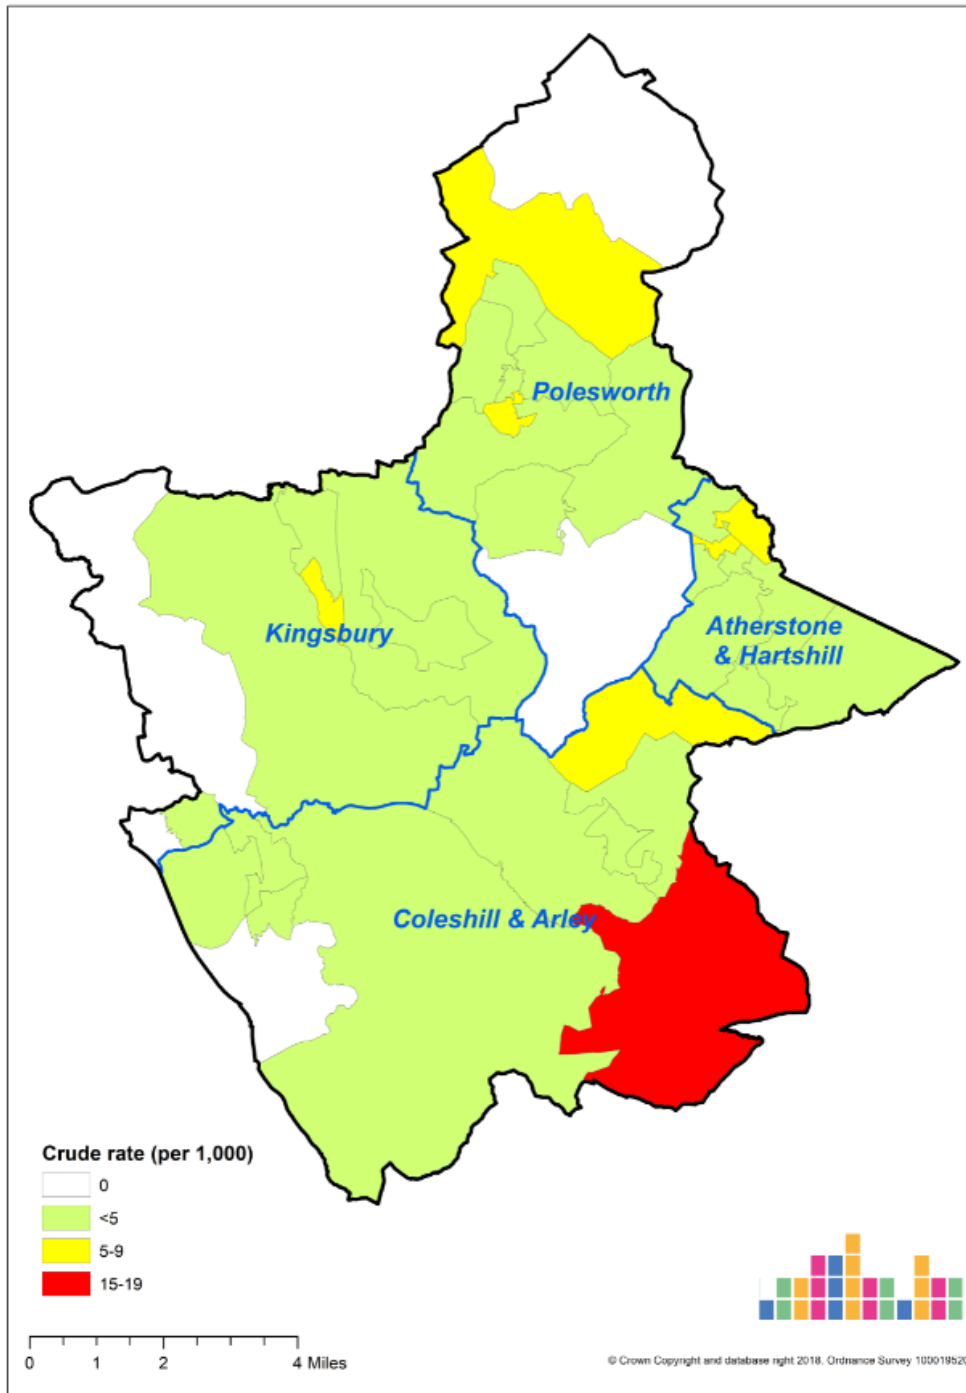 Polesworth
Kingsbury
Atherstone
& Hartshill
Coleshill & Arley
Crude rate (per 1,000)
0
<5
5-9
15-19
0 1 2 4 Miles
© Crown Copyright and database right 2018. Ordnance Survey 100019520